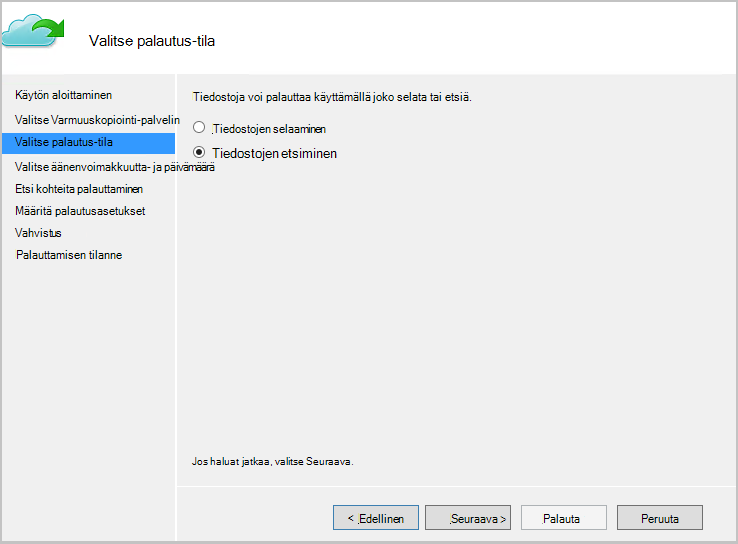 Valitse palautus-tila
Käytön aloittaminen
Valitse Varmuuskopiointi-palvelin
Valitse palautus-tila
Valitse äänenvoimakkuutta- ja päivämäärä
Etsi kohteita palauttaminen
Määritä palautusasetukset
Vahvistus
Palauttamisen tilanne
Tiedostoja voi palauttaa käyttämällä joko selata tai etsiä.
Tiedostojen selaaminen
Tiedostojen etsiminen
Jos haluat jatkaa, valitse Seuraava.
< Edellinen
Seuraava >
Palauta
Peruuta